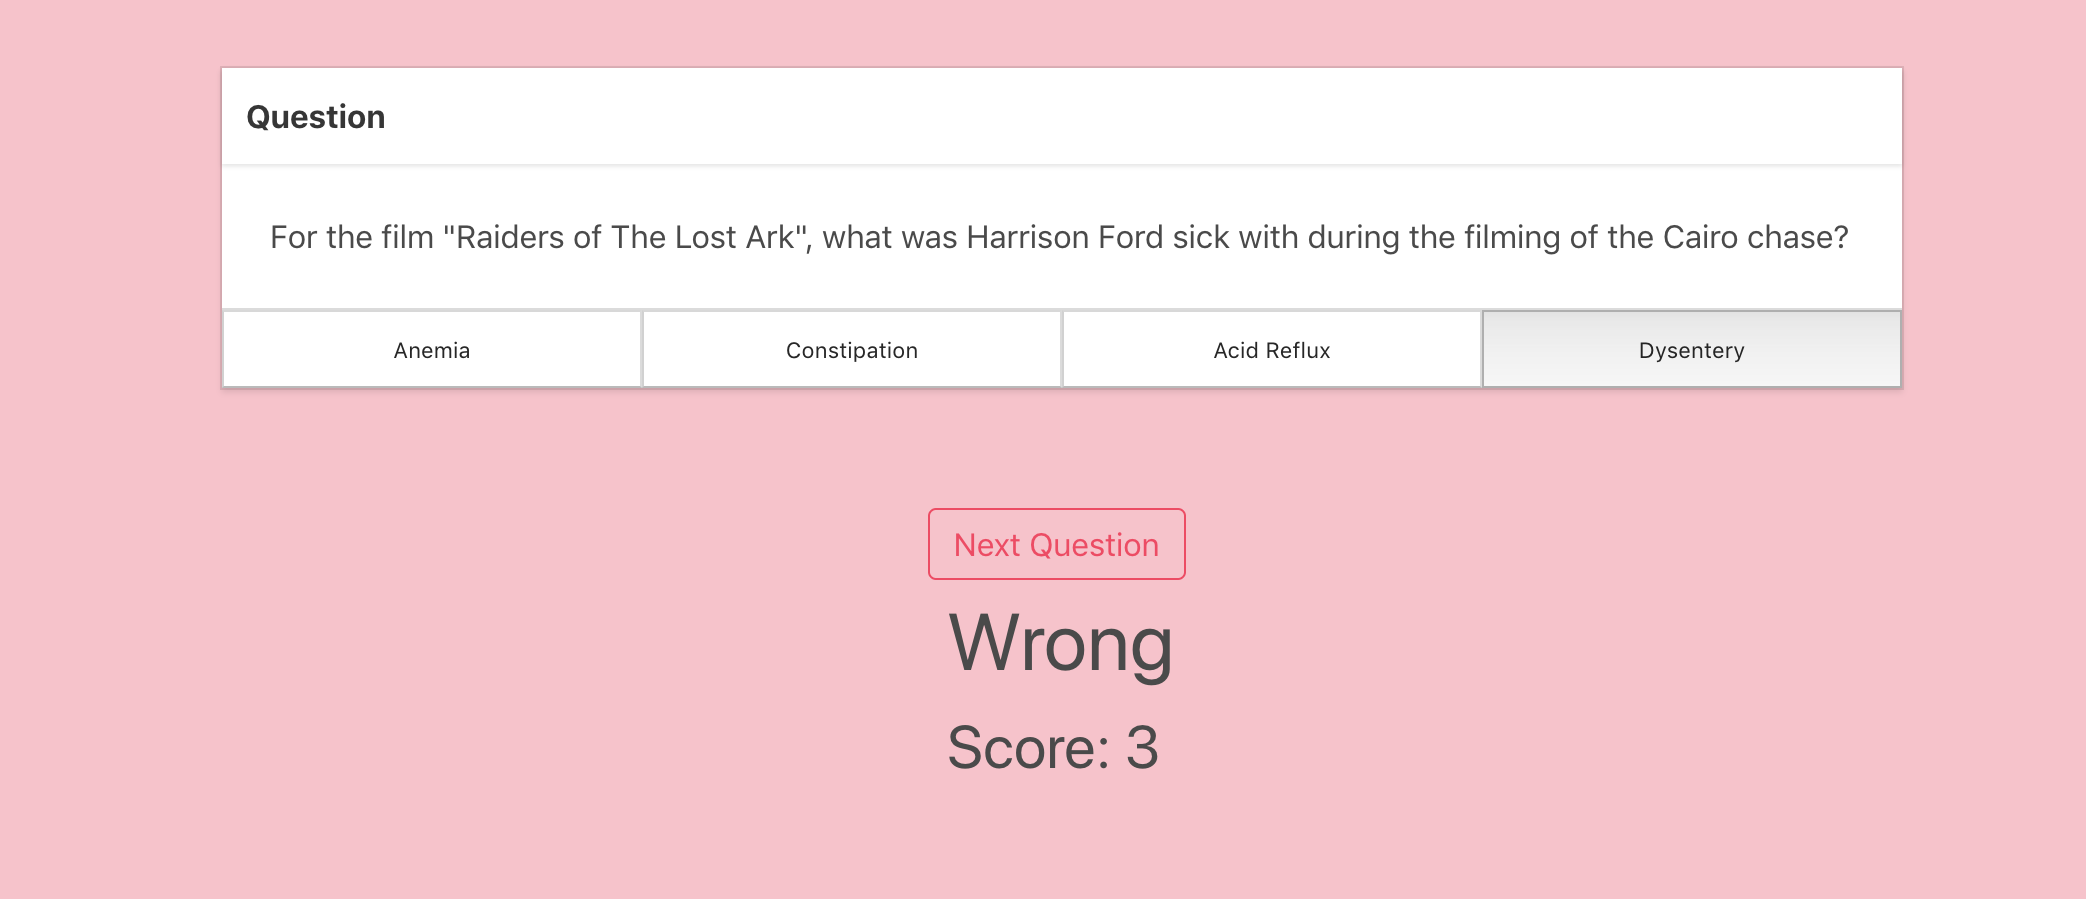 Question
For the film "Raiders of The Lost Ark", what was Harrison Ford sick with during the filming of the Cairo chase?
Anemia
Constipation
Acid Reflux
Dysentery
Next Question
Wrong
Score: 3